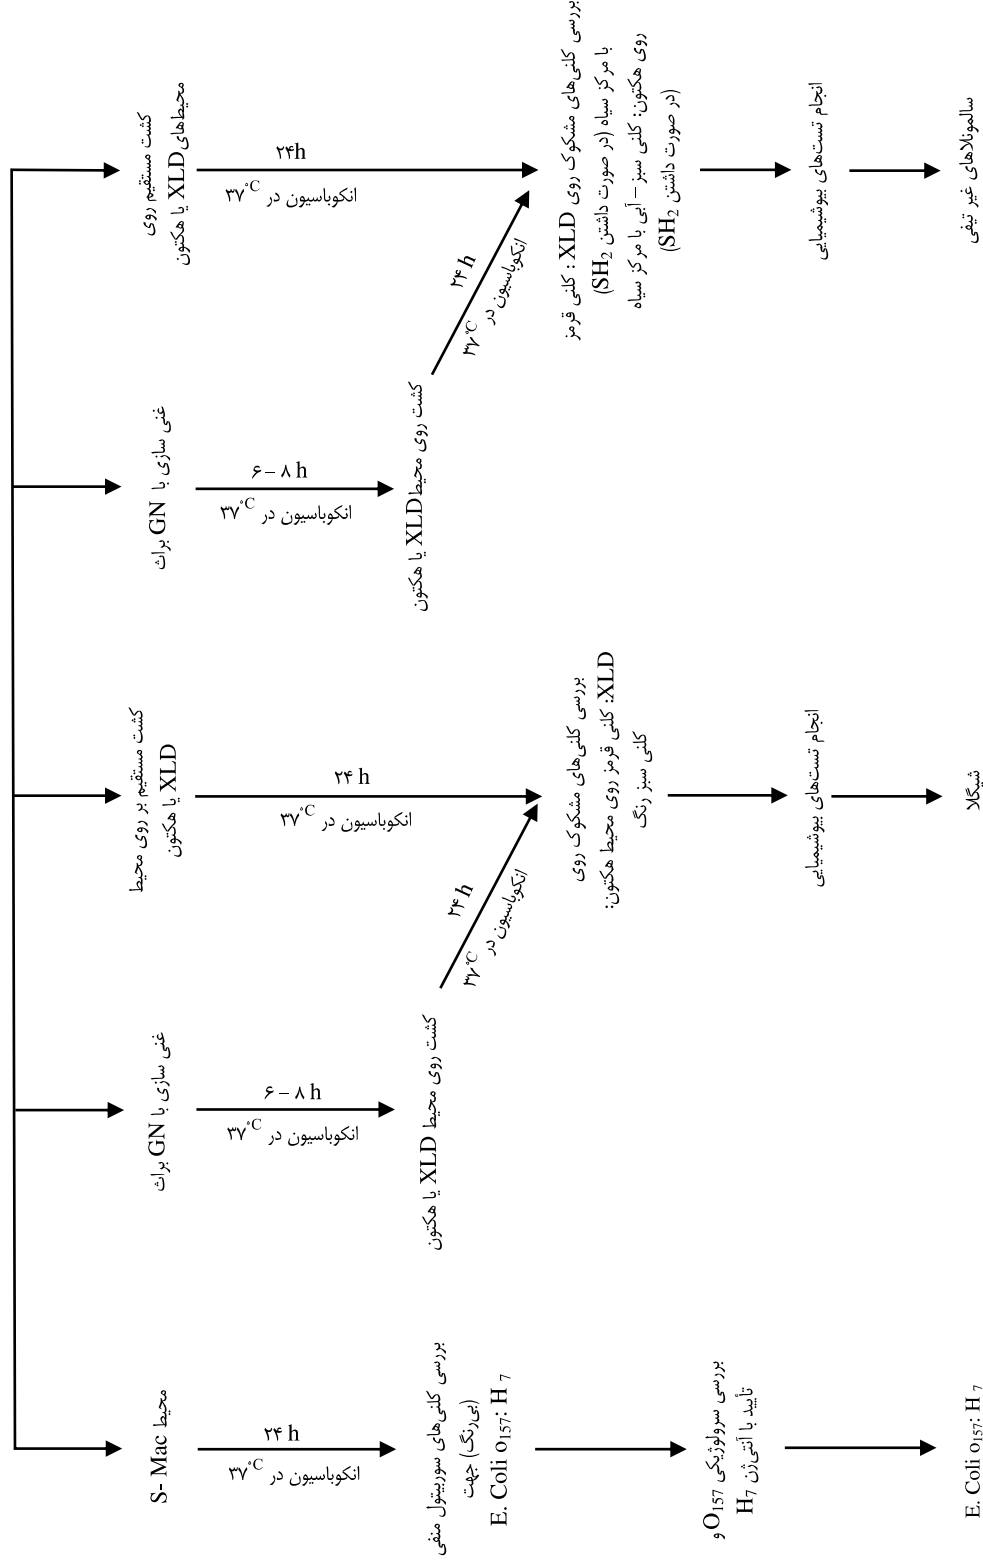 کشت مستقیم روی
محیط‌های XLD یا هکتون
۲۴h
انکوباسیون در ۳۷°C
بررسی کلنی‌های مشکوک روی XLD : کلنی قرمز
با مرکز سیاه (در صورت داشتن SH2)
روی هکتون: کلنی سبز – آبی با مرکز سیاه
(در صورت داشتن SH2)
انجام تست‌های بیوشیمیایی
سالمونلاهای غیر تیفی
غنی سازی با GN براث
۶ – ۸ h
انکوباسیون در ۳۷°C
کشت روی محیط XLD یا هکتون
۲۴ h
انکوباسیون در ۳۷°C
کشت مستقیم بر روی محیط
XLD یا هکتون
۲۴ h
انکوباسیون در ۳۷°C
بررسی کلنی‌های مشکوک روی
XLD: کلنی قرمز روی محیط هکتون:
کلنی سبز رنگ
انجام تست‌های بیوشیمیایی
شیگلا
غنی سازی با GN براث
۶ – ۸ h
انکوباسیون در ۳۷°C
کشت روی محیط XLD یا هکتون
۲۴ h
انکوباسیون در ۳۷°C
محیط S- Mac
۲۴ h
انکوباسیون در ۳۷°C
بررسی کلنی‌های سوربیتول منفی
(بی‌رنگ) جهت
E. Coli o157: H 7
بررسی سرولوژیکی O157 و
تأیید با آنتی‌ژن H7
E. Coli o157: H 7